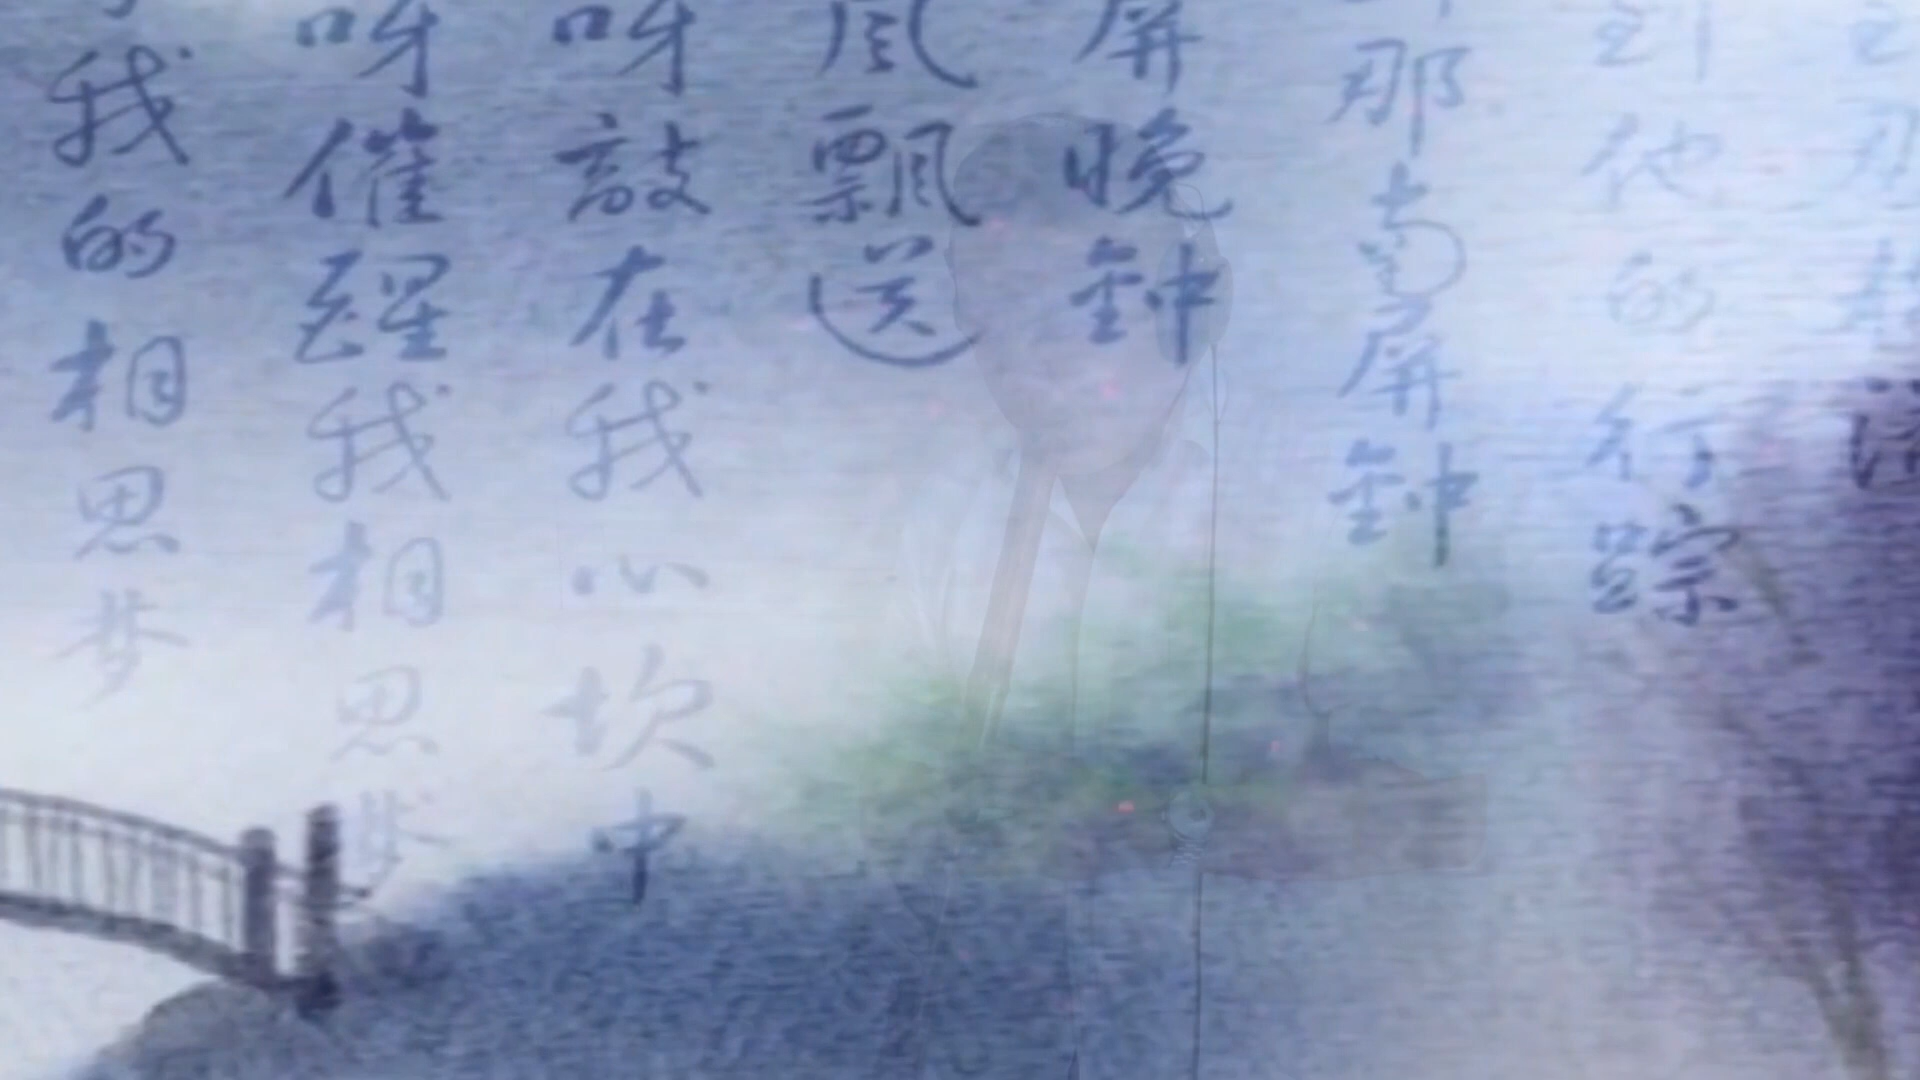 到他的行踪
那南屏钟
屏晚钟
風飄送
呀敲在我心坎中
呀催醒我相思梦
我的相思梦